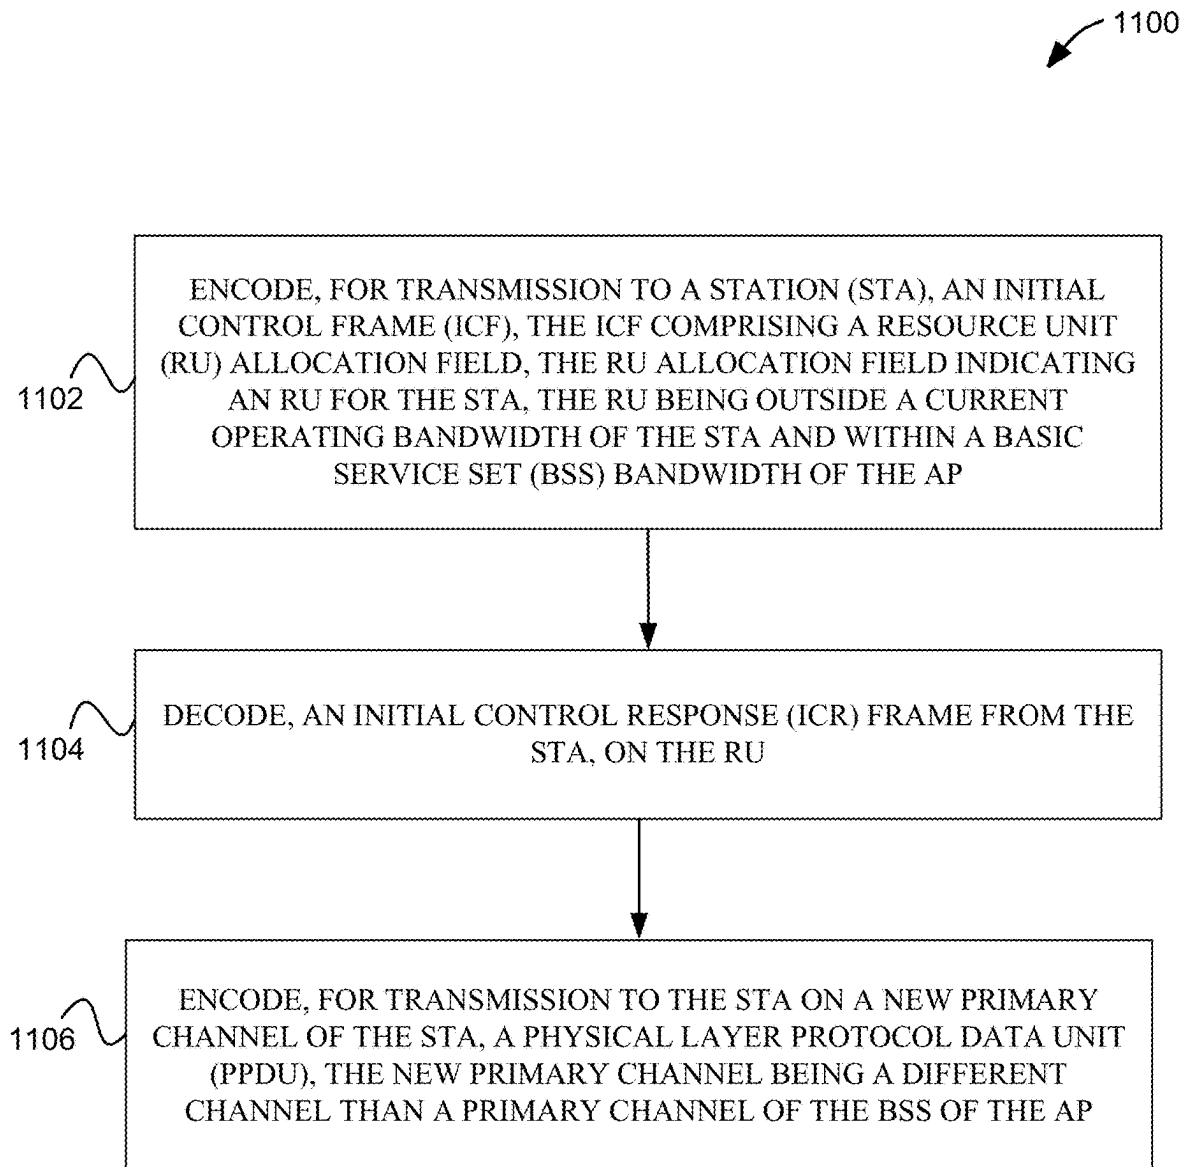 1100
ENCODE, FOR TRANSMISSION TO A STATION (STA), AN INITIAL
CONTROL FRAME (ICF), THE ICF COMPRISING A RESOURCE UNIT
(RU) ALLOCATION FIELD, THE RU ALLOCATION FIELD INDICATING
AN RU FOR THE STA, THE RU BEING OUTSIDE A CURRENT
OPERATING BANDWIDTH OF THE STA AND WITHIN A BASIC
SERVICE SET (BSS) BANDWIDTH OF THE AP
1102
DECODE, AN INITIAL CONTROL RESPONSE (ICR) FRAME FROM THE
STA, ON THE RU
1104
ENCODE, FOR TRANSMISSION TO THE STA ON A NEW PRIMARY
CHANNEL OF THE STA, A PHYSICAL LAYER PROTOCOL DATA UNIT
(PPDU), THE NEW PRIMARY CHANNEL BEING A DIFFERENT
CHANNEL THAN A PRIMARY CHANNEL OF THE BSS OF THE AP
1106